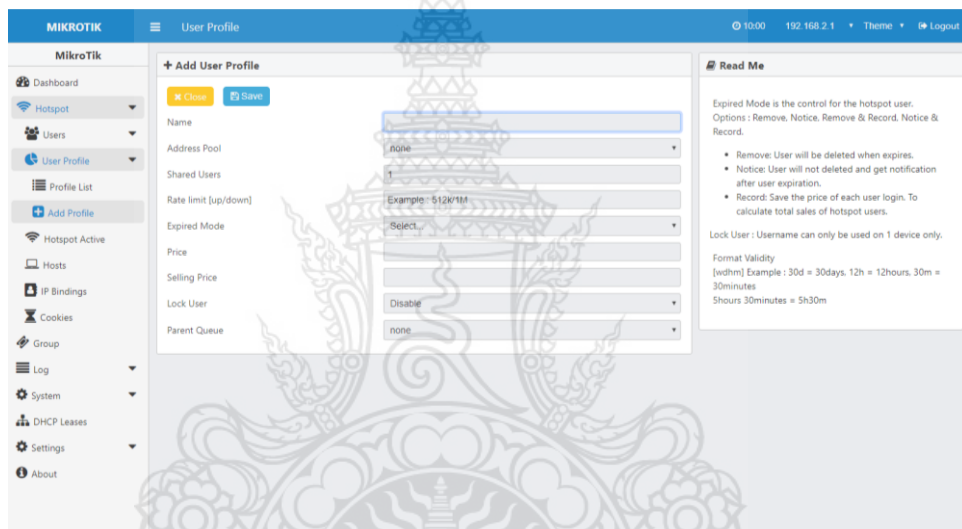 MIKROTIK
User Profile
10:00
192.168.2.1
Theme
Logout
MikroTik
Dashboard
Hotspot
Users
User Profile
Profile List
Add Profile
Hotspot Active
Hosts
IP Bindings
Cookies
Group
Log
System
DHCP Leases
Settings
About
Add User Profile
Close
Save
Name
Address Pool
none
Shared Users
1
Rate limit [up/down]
Example : 512k/1M
Expired Mode
Select...
Price
Selling Price
Lock User
Disable
Parent Queue
none
Read Me
Expired Mode is the control for the hotspot user.
Options : Remove, Notice, Remove & Record, Notice &
Record.
• Remove: User will be deleted when expires.
• Notice: User will not deleted and get notification
after user expiration.
• Record: Save the price of each user login. To
calculate total sales of hotspot users.
Lock User : Username can only be used on 1 device only.
Format Validity
[wdhm] Example : 30d = 30days, 12h = 12hours, 30m =
30minutes
5hours 30minutes = 5h30m